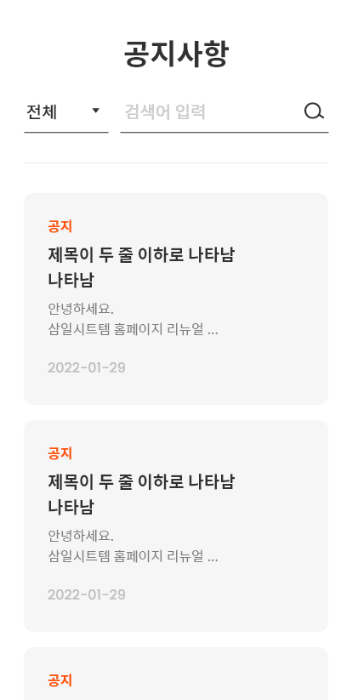 공지사항
전체
검색어 입력
공지
제목이 두 줄 이하로 나타남
나타남
안녕하세요.
삼일시트템 홈페이지 리뉴얼 ...
2022-01-29
공지
제목이 두 줄 이하로 나타남
나타남
안녕하세요.
삼일시트템 홈페이지 리뉴얼 ...
2022-01-29
공지